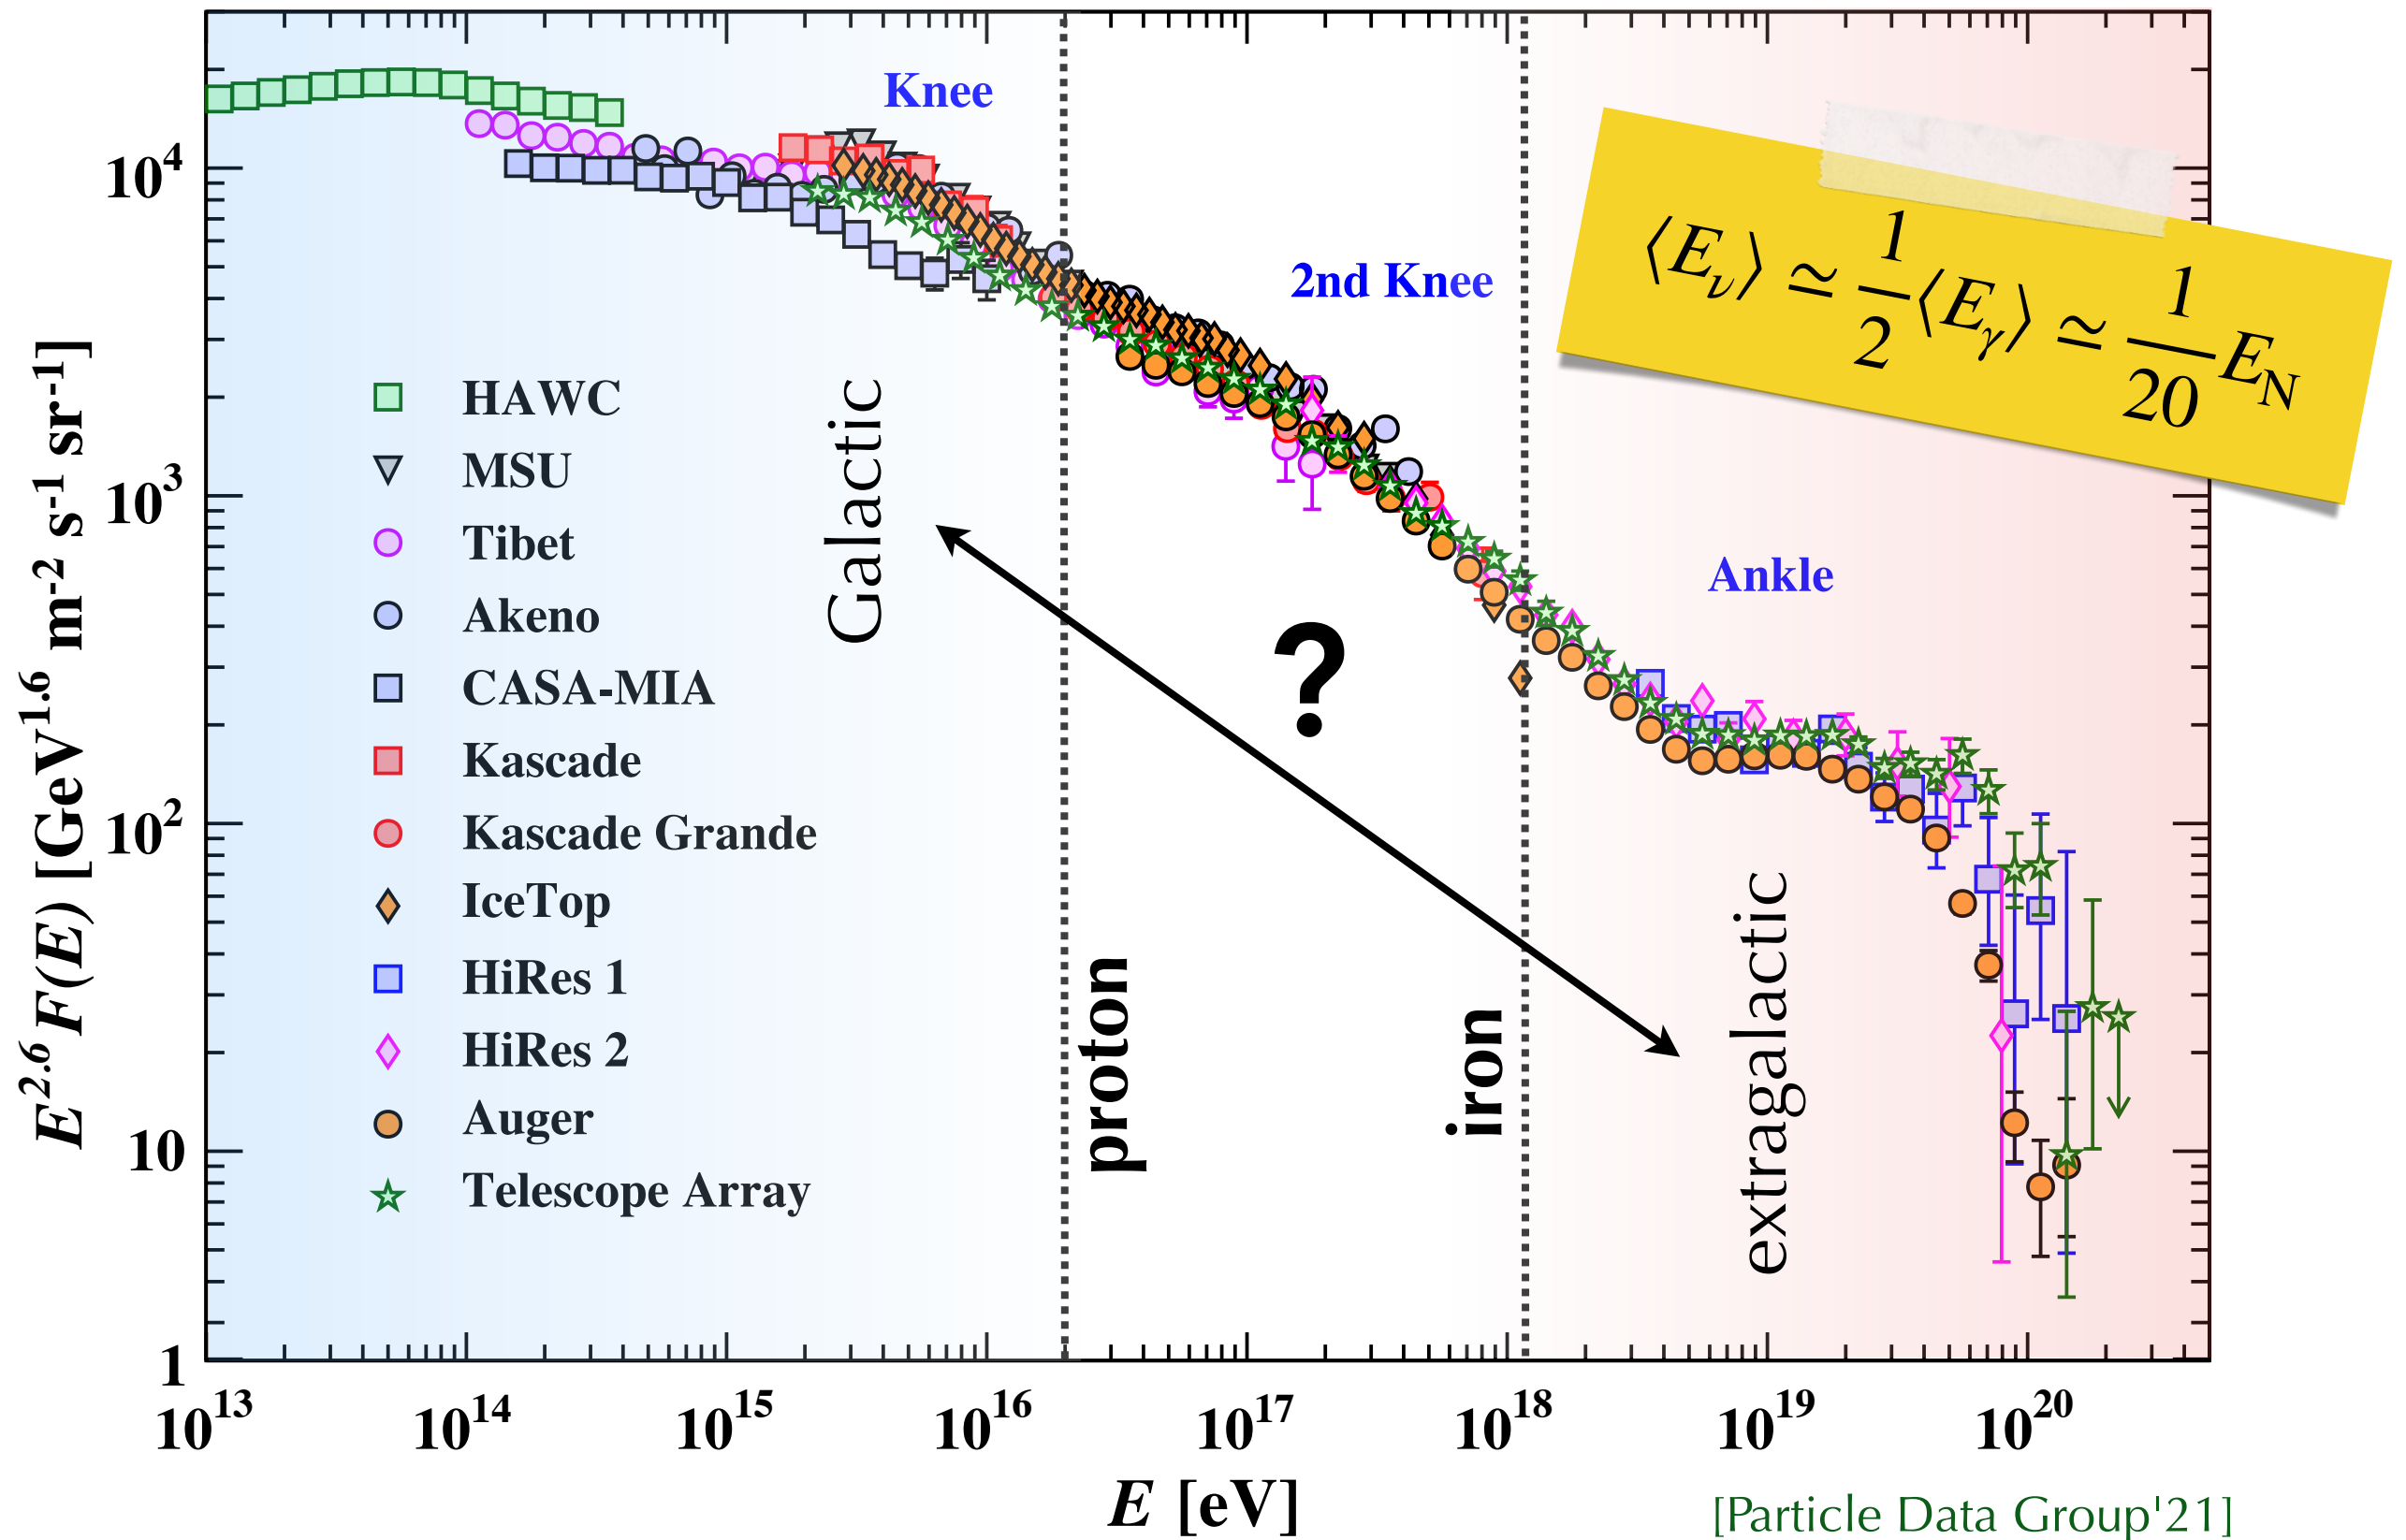 Knee
2nd Knee
Ankle
⟨E_ν⟩ ≃ 1/2 ⟨E_γ⟩ ≃ 1/20 E_N
E^2.6 F(E) [GeV^1.6 m^-2 s^-1 sr^-1]
10^4
10^3
10^2
10
1
HAWC
MSU
Tibet
Akeno
CASA-MIA
Kascade
Kascade Grande
IceTop
HiRes 1
HiRes 2
Auger
Telescope Array
Galactic
?
proton
iron
extragalactic
10^13 10^14 10^15 10^16 10^17 10^18 10^19 10^20
E [eV]
[Particle Data Group'21]